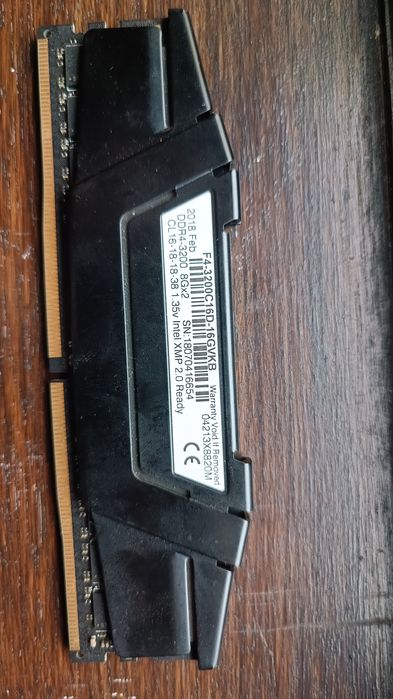 F4-3200C16D-16GVKB Warranty Void If Removed
04213X8820M
2018 Feb
DDR4-3200 8Gx2 SN:18070416654
CL16-18-18-38 1.35v Intel XMP 2.0 Ready
CE